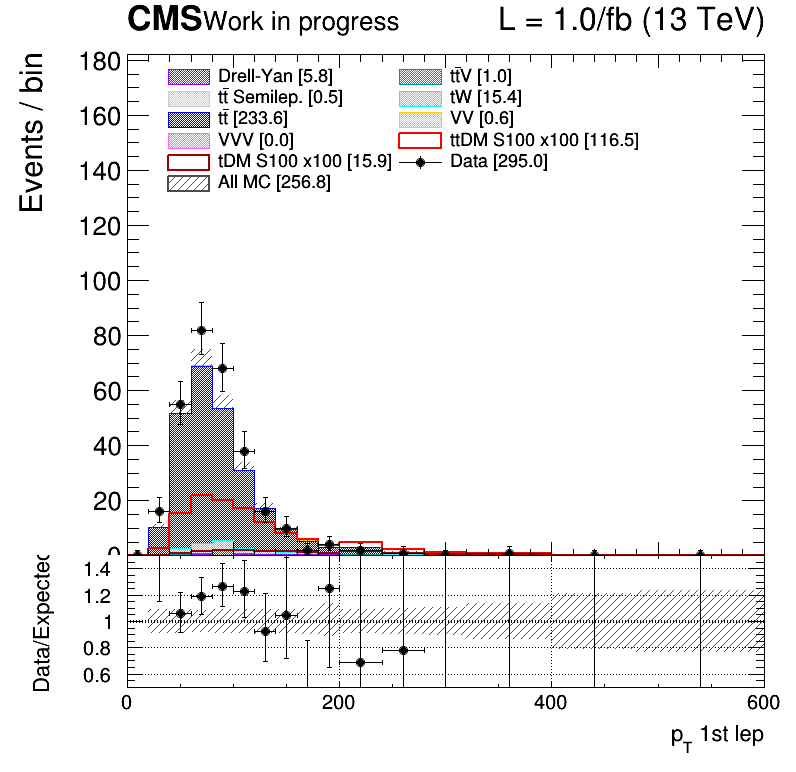 CMS Work in progress L = 1.0/fb (13 TeV)
Events / bin
180
160
140
120
100
80
60
40
20
0
Drell-Yan [5.8]
tt̄V [1.0]
tt̄ Semilep. [0.5]
tW [15.4]
tt̄ [233.6]
VV [0.6]
VVV [0.0]
ttDM S100 x100 [116.5]
tDM S100 x100 [15.9]
Data [295.0]
All MC [256.8]
Data/Expected
1.4
1.2
1
0.8
0.6
0 200 400 600
p_T 1st lep